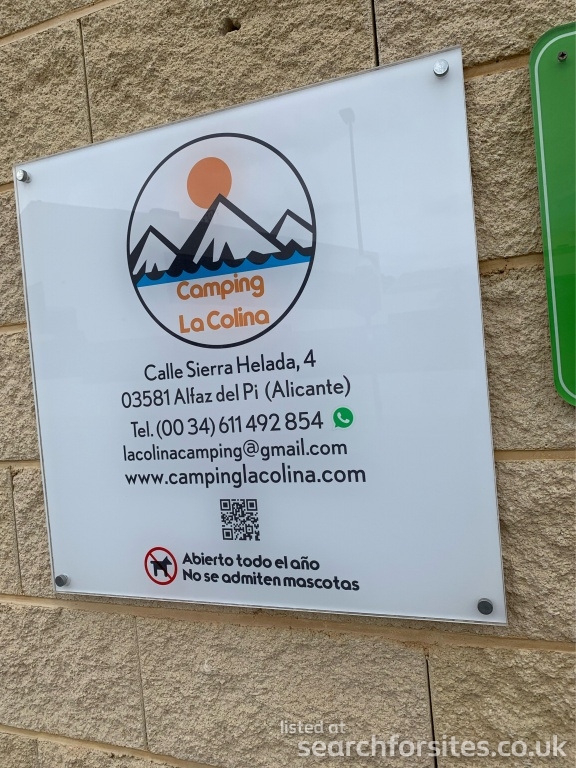 Camping
La Colina
Calle Sierra Helada, 4
03581 Alfaz del Pi (Alicante)
Tel. (00 34) 611 492 854
lacolinacamping@gmail.com
www.campinglacolina.com
Abierto todo el año
No se admiten mascotas
listed at
searchforsites.co.uk